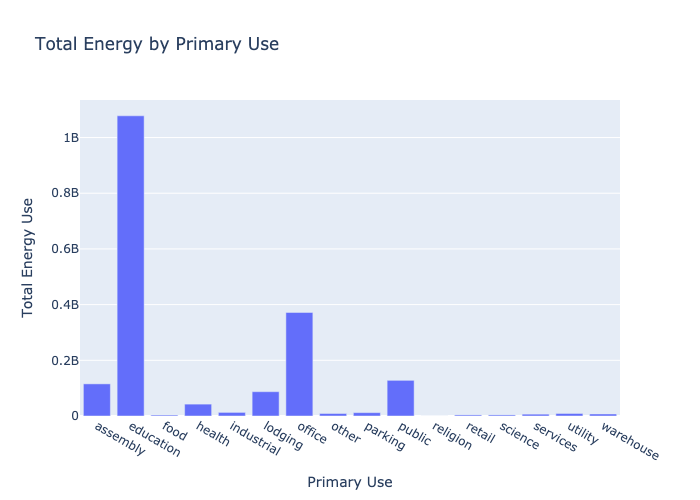 Total Energy by Primary Use
Total Energy Use
1B
0.8B
0.6B
0.4B
0.2B
0
assembly
education
food
health
industrial
lodging
office
other
parking
public
religion
retail
science
services
utility
warehouse
Primary Use